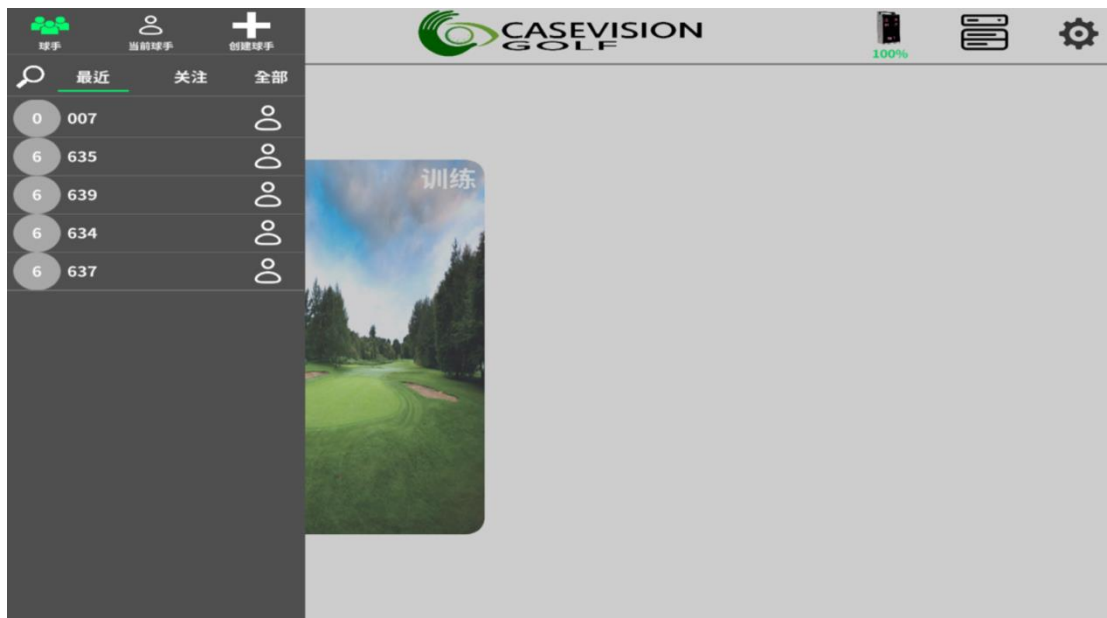 球手 当前球手 创建球手
CASEVISION
GOLF
100%
最近 关注 全部
0 007
6 635
6 639
6 634
6 637
训练